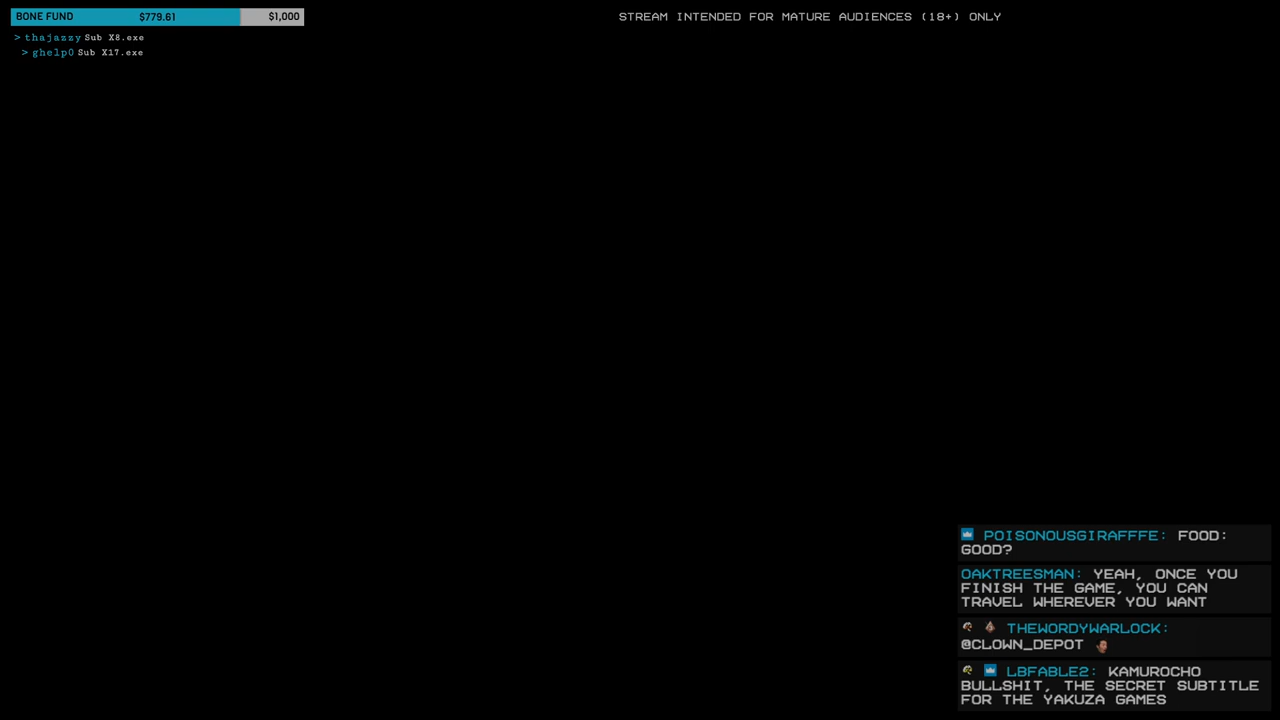 BONE FUND $779.61 $1,000
STREAM INTENDED FOR MATURE AUDIENCES (18+) ONLY
> thajazzy Sub X8.exe
> ghelp0 Sub X17.exe
POISONOUSGIRAFFFE: FOOD:
GOOD?
OAKTREESMAN: YEAH, ONCE YOU
FINISH THE GAME, YOU CAN
TRAVEL WHEREVER YOU WANT
THEWORDYWARLOCK:
@CLOWN_DEPOT
LBFABLE2: KAMUROCHO
BULLSHIT, THE SECRET SUBTITLE
FOR THE YAKUZA GAMES